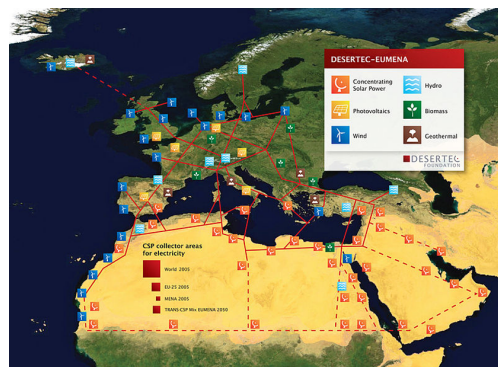 DESERTEC-EUMENA
Concentrating
Solar Power
Hydro
Photovoltaics
Biomass
Wind
Geothermal
DESERTEC
FOUNDATION
CSP collector areas
for electricity
World 2005
EU-25 2005
MENA 2005
TRANS-CSP Mix EUMENA 2050